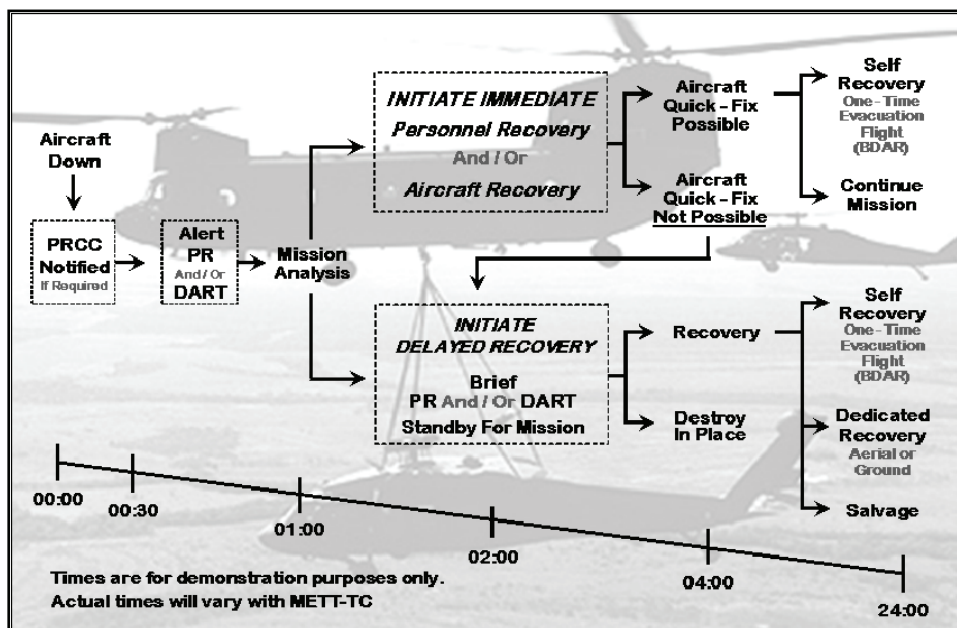 Aircraft
Down
PRCC
Notified
If Required
Alert
PR
And / Or
DART
Mission
Analysis
INITIATE IMMEDIATE
Personnel Recovery
And / Or
Aircraft Recovery
Aircraft
Quick - Fix
Possible
Aircraft
Quick - Fix
Not Possible
Self
Recovery
One - Time
Evacuation
Flight
(BDAR)
Continue
Mission
INITIATE
DELAYED RECOVERY
Brief
PR And / Or DART
Standby For Mission
Recovery
Destroy
In Place
Self
Recovery
One - Time
Evacuation
Flight
(BDAR)
Dedicated
Recovery
Aerial or
Ground
Salvage
00:00
00:30
01:00
02:00
04:00
24:00
Times are for demonstration purposes only.
Actual times will vary with METT-TC